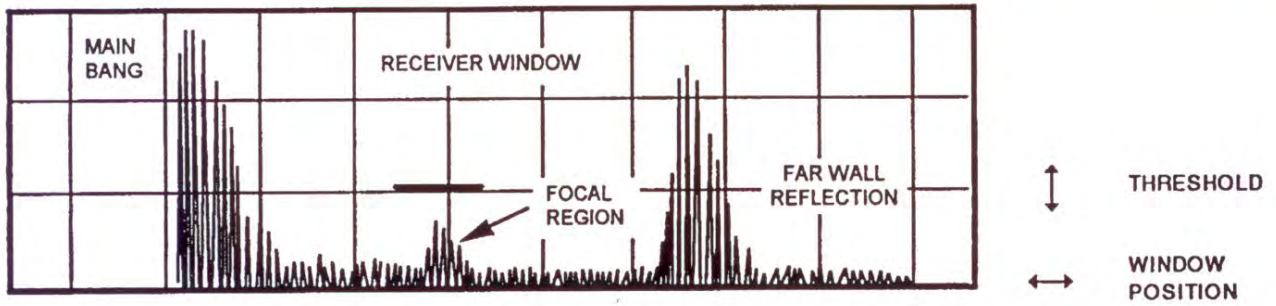 MAIN
BANG
RECEIVER WINDOW
FOCAL
REGION
FAR WALL
REFLECTION
THRESHOLD
WINDOW
POSITION